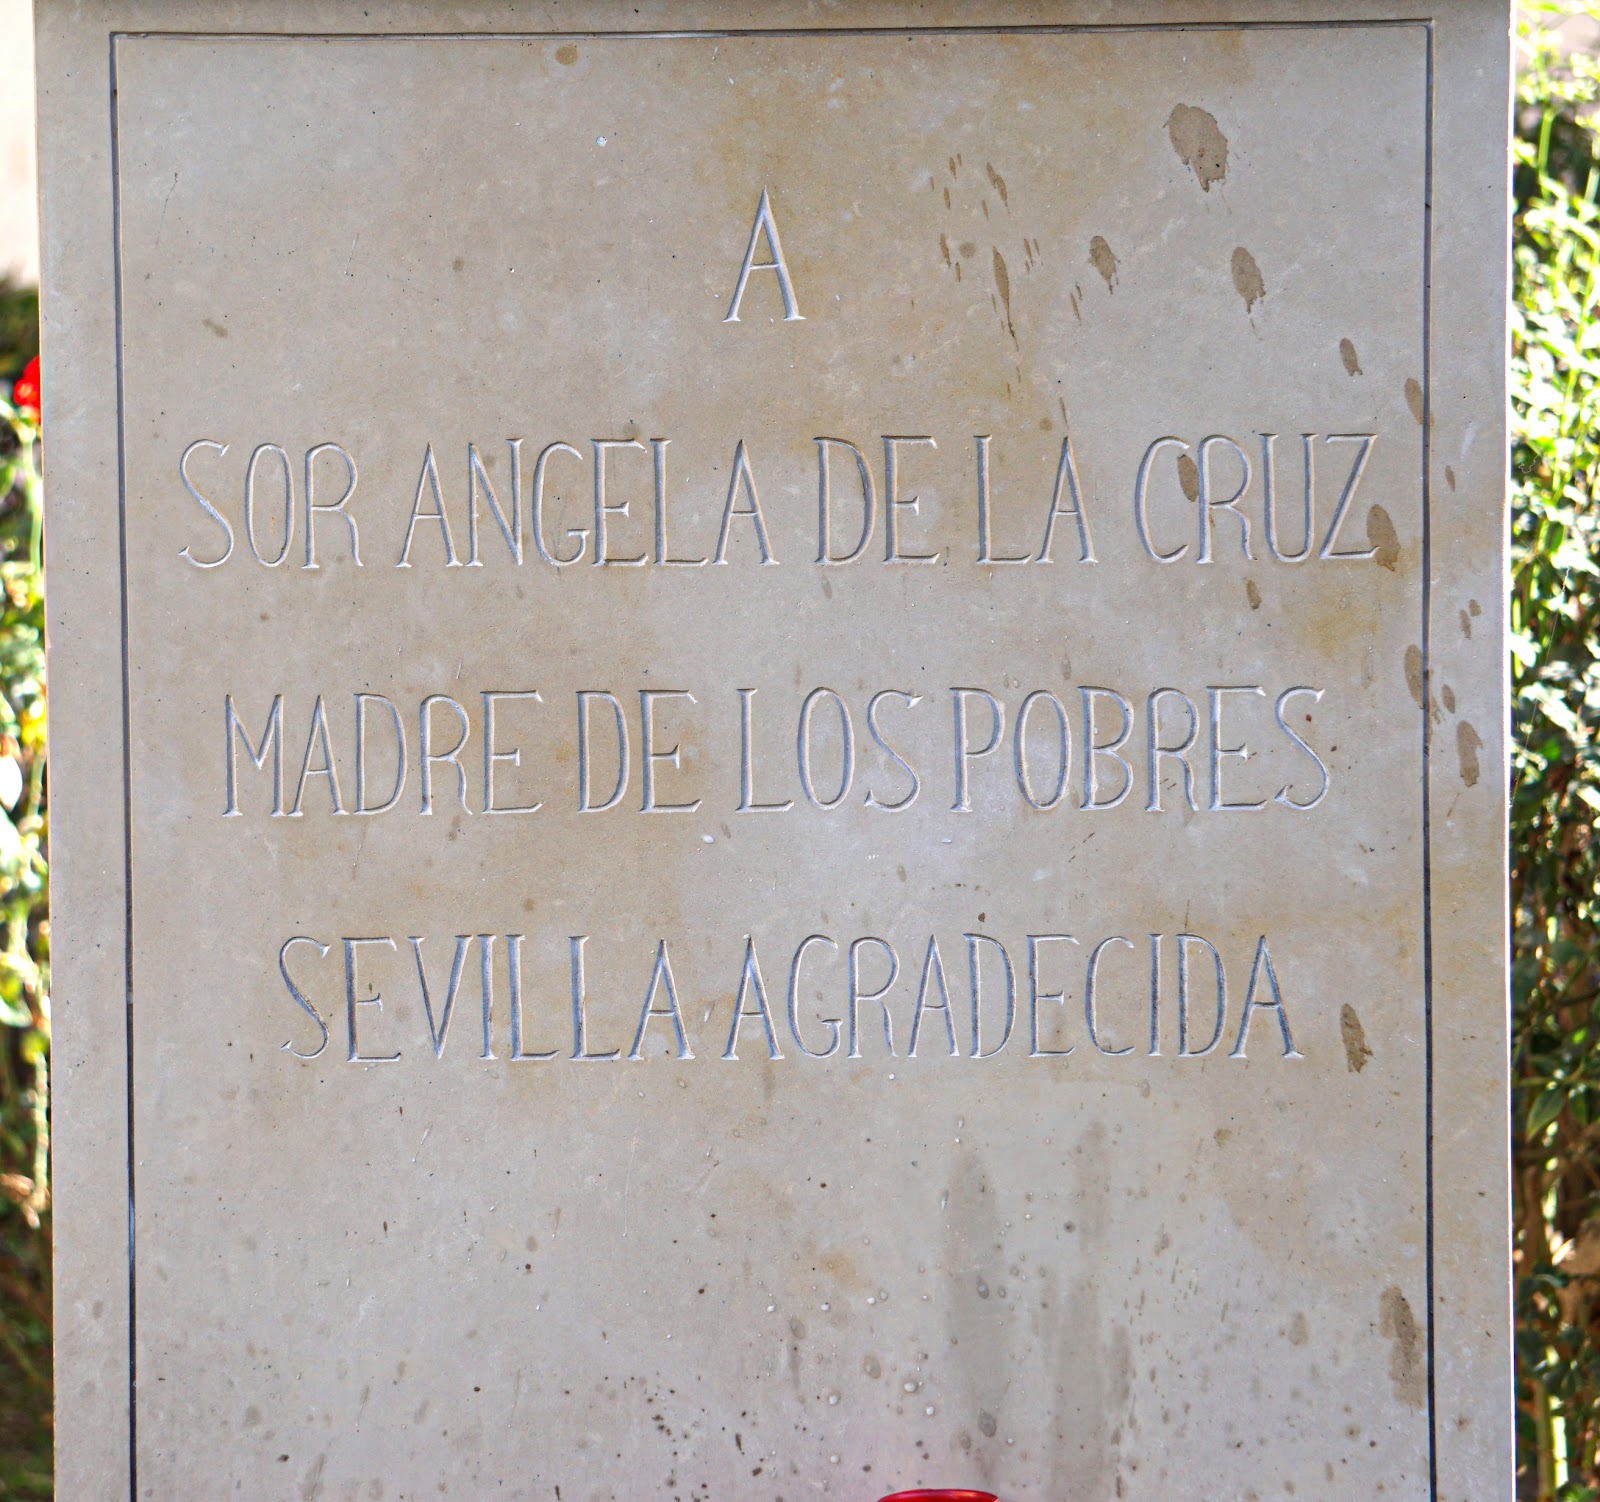 A
SOR ANGELA DE LA CRUZ
MADRE DE LOS POBRES
SEVILLA AGRADECIDA